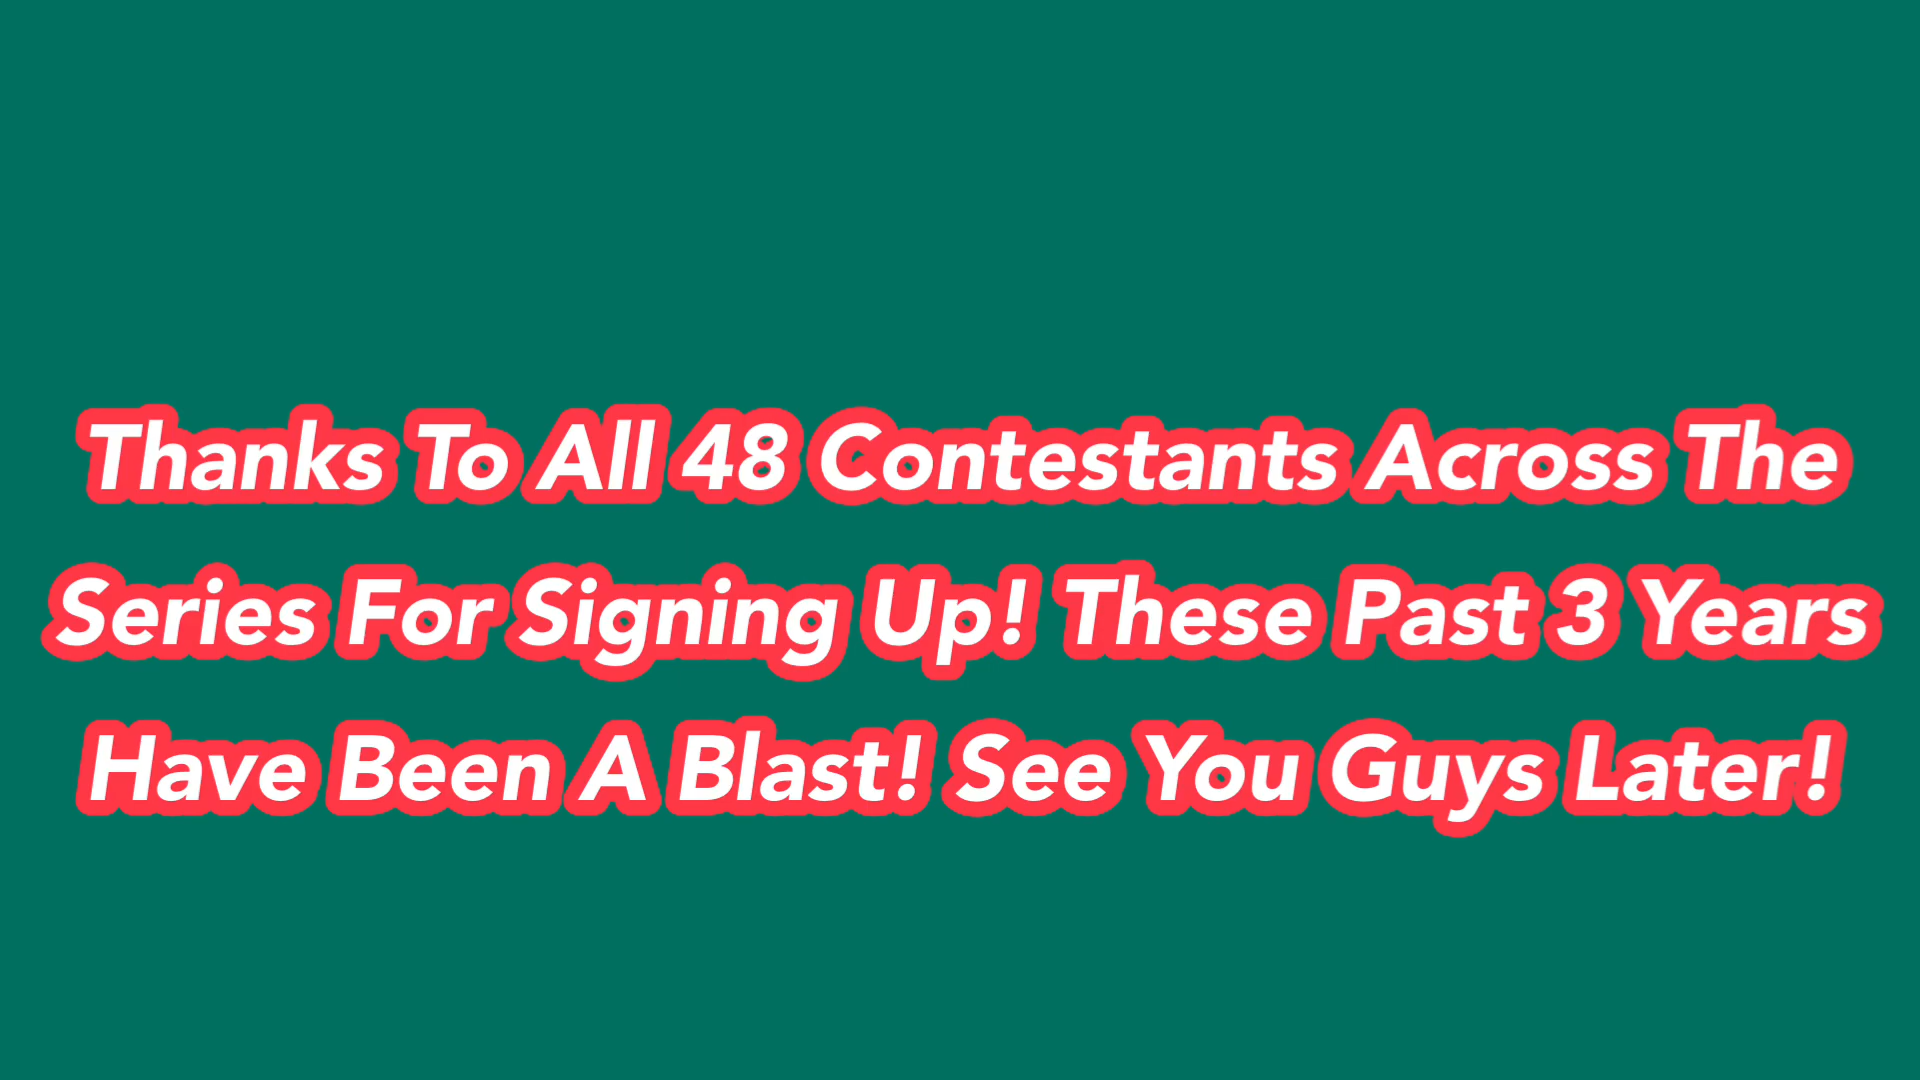 Thanks To All 48 Contestants Across The
Series For Signing Up! These Past 3 Years
Have Been A Blast! See You Guys Later!